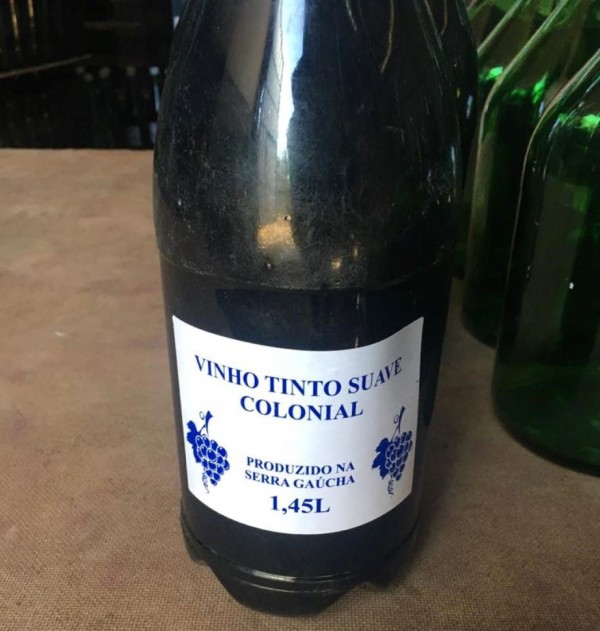 VINHO TINTO SUAVE
COLONIAL
PRODUZIDO NA
SERRA GAÚCHA
1,45L